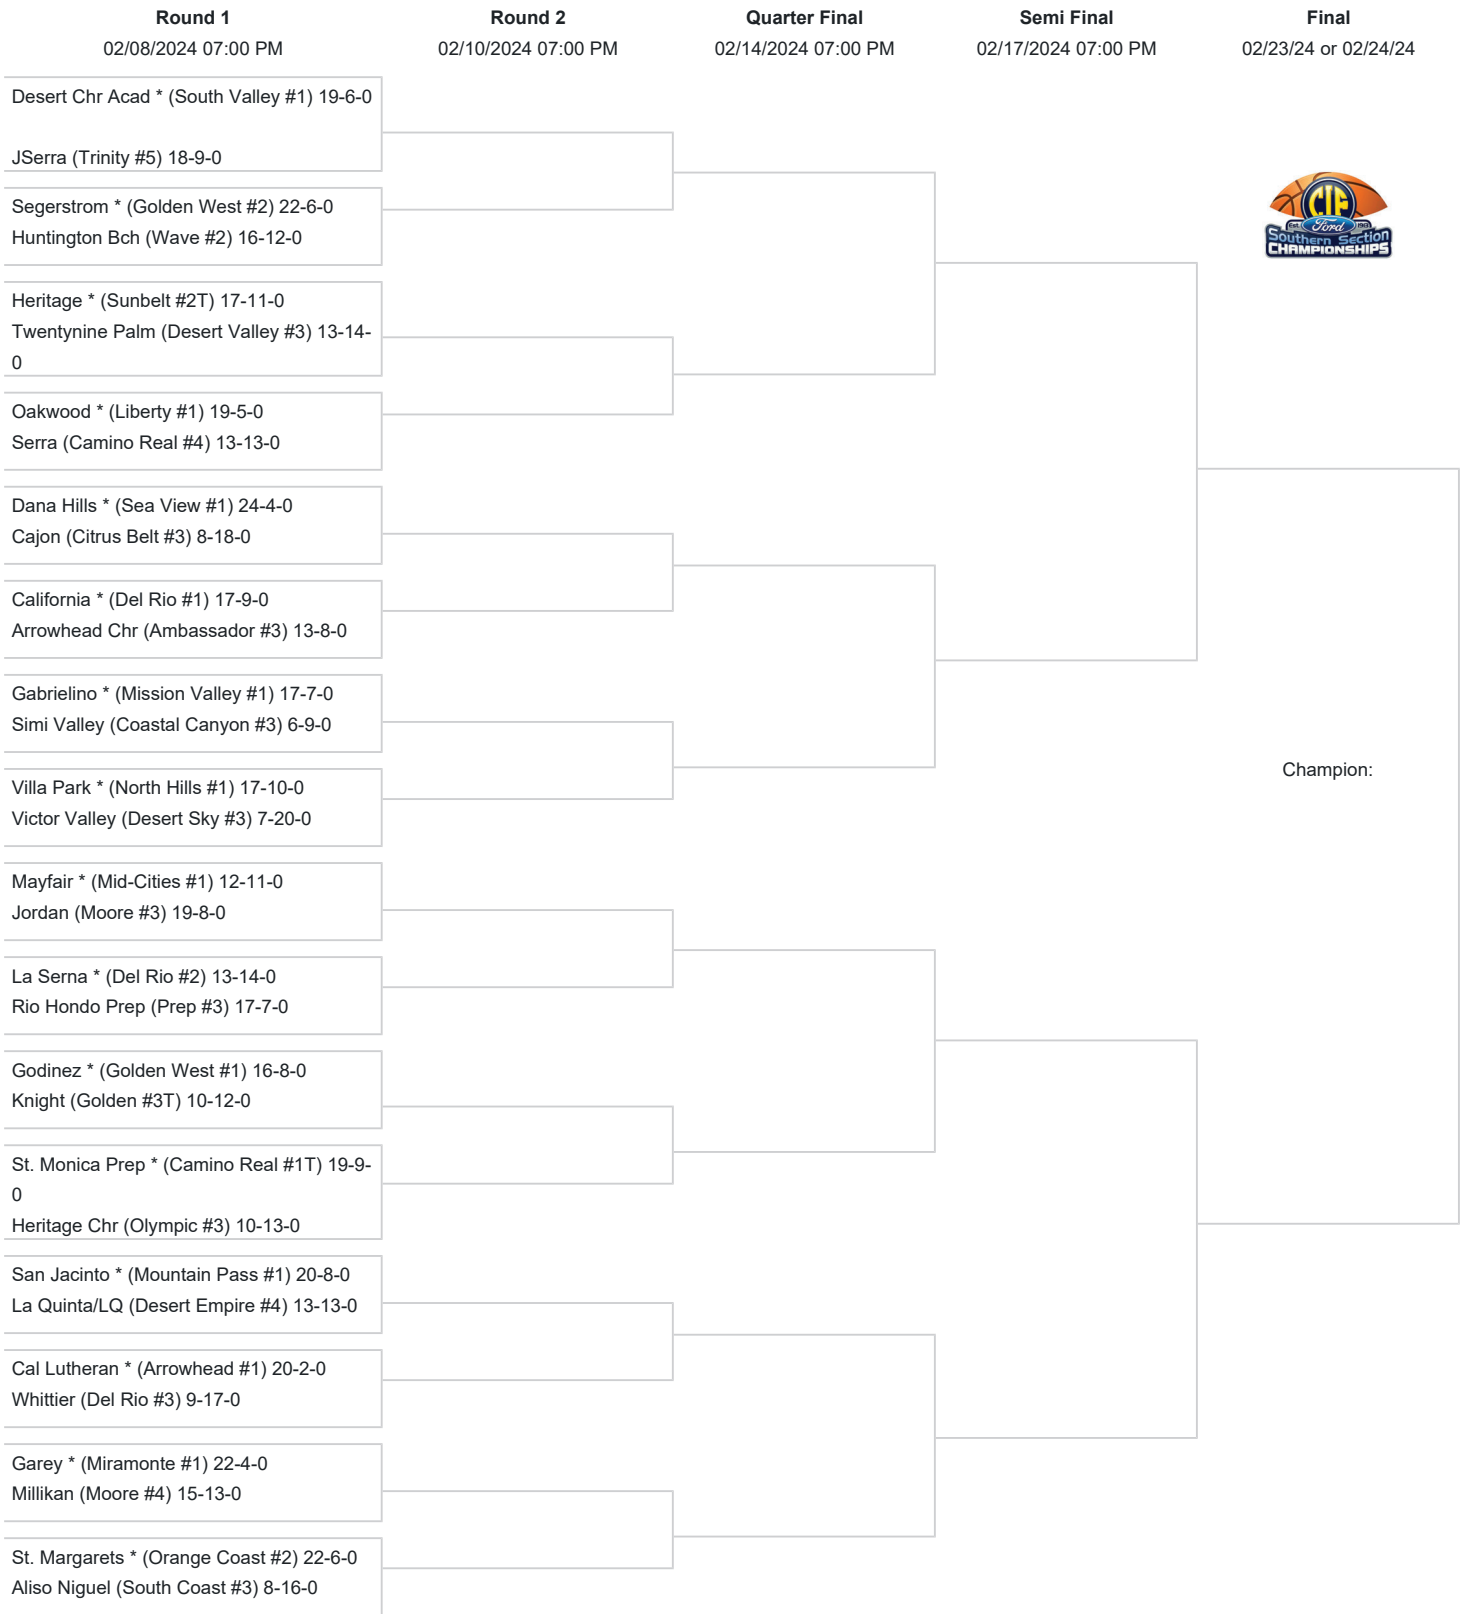 Round 1
02/08/2024 07:00 PM
Round 2
02/10/2024 07:00 PM
Quarter Final
02/14/2024 07:00 PM
Semi Final
02/17/2024 07:00 PM
Final
02/23/24 or 02/24/24
Desert Chr Acad * (South Valley #1) 19-6-0
JSerra (Trinity #5) 18-9-0
Segerstrom * (Golden West #2) 22-6-0
Huntington Bch (Wave #2) 16-12-0
Heritage * (Sunbelt #2T) 17-11-0
Twentynine Palm (Desert Valley #3) 13-14-
0
Oakwood * (Liberty #1) 19-5-0
Serra (Camino Real #4) 13-13-0
Dana Hills * (Sea View #1) 24-4-0
Cajon (Citrus Belt #3) 8-18-0
California * (Del Rio #1) 17-9-0
Arrowhead Chr (Ambassador #3) 13-8-0
Gabrielino * (Mission Valley #1) 17-7-0
Simi Valley (Coastal Canyon #3) 6-9-0
Villa Park * (North Hills #1) 17-10-0
Victor Valley (Desert Sky #3) 7-20-0
Mayfair * (Mid-Cities #1) 12-11-0
Jordan (Moore #3) 19-8-0
La Serna * (Del Rio #2) 13-14-0
Rio Hondo Prep (Prep #3) 17-7-0
Godinez * (Golden West #1) 16-8-0
Knight (Golden #3T) 10-12-0
St. Monica Prep * (Camino Real #1T) 19-9-
0
Heritage Chr (Olympic #3) 10-13-0
San Jacinto * (Mountain Pass #1) 20-8-0
La Quinta/LQ (Desert Empire #4) 13-13-0
Cal Lutheran * (Arrowhead #1) 20-2-0
Whittier (Del Rio #3) 9-17-0
Garey * (Miramonte #1) 22-4-0
Millikan (Moore #4) 15-13-0
St. Margarets * (Orange Coast #2) 22-6-0
Aliso Niguel (South Coast #3) 8-16-0
CIF
Est.
Ford
Southern Section
CHAMPIONSHIPS
Champion: